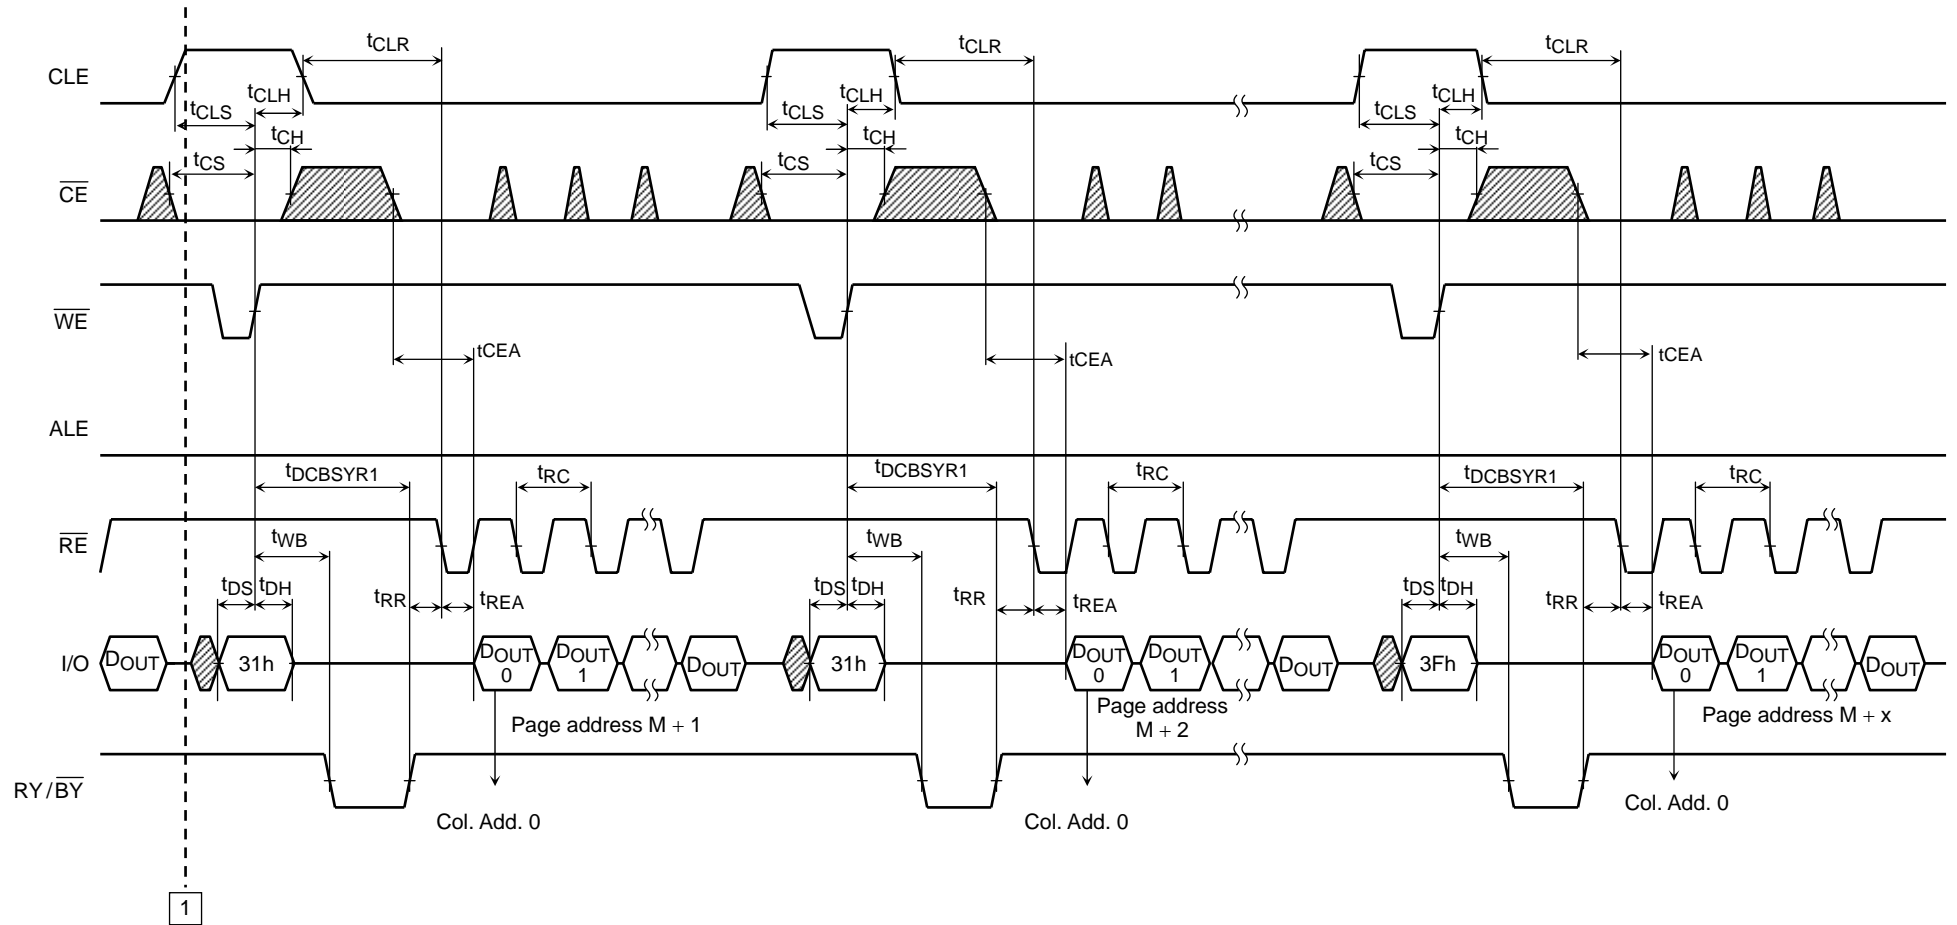 tCLR tCLR tCLR
CLE
tCLH tCLH tCLH
tCLS tCLS tCLS
tCH tCH tCH
tCS tCS tCS
CE
WE
tCEA tCEA tCEA
ALE
tDCBSYR1 tRC tDCBSYR1 tRC tDCBSYR1 tRC
RE
tWB tWB tWB
tDS tDH tRR tREA tDS tDH tRR tREA tDS tDH tRR tREA
I/O DOUT 31h DOUT 0 DOUT 1 DOUT 31h DOUT 0 DOUT 1 DOUT 3Fh DOUT 0 DOUT 1 DOUT
Page address M + 1
Page address
M + 2
Page address M + x
RY/BY
Col. Add. 0 Col. Add. 0 Col. Add. 0
1